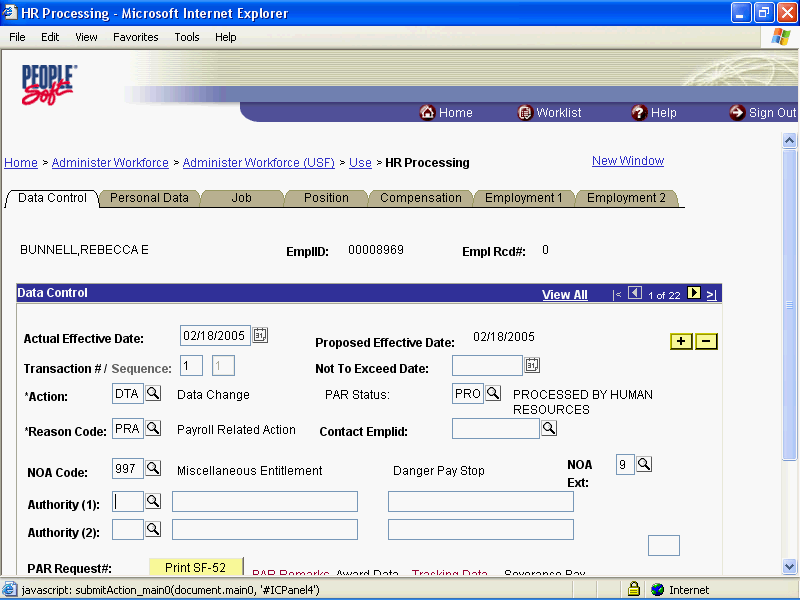 HR Processing - Microsoft Internet Explorer
File Edit View Favorites Tools Help
PEOPLE
Soft
Home Worklist Help Sign Out
Home > Administer Workforce > Administer Workforce (USF) > Use > HR Processing New Window
Data Control Personal Data Job Position Compensation Employment 1 Employment 2
BUNNELL,REBECCA E EmplID: 00008969 Empl Rcd#: 0
Data Control View All |< 1 of 22 >|
Actual Effective Date: 02/18/2005 31 Proposed Effective Date: 02/18/2005 + −
Transaction # / Sequence: 1 1 Not To Exceed Date: 31
*Action: DTA Data Change PAR Status: PRO PROCESSED BY HUMAN
RESOURCES
*Reason Code: PRA Payroll Related Action Contact Emplid:
NOA Code: 997 Miscellaneous Entitlement Danger Pay Stop NOA
Ext: 9
Authority (1):
Authority (2):
PAR Request#: Print SF-52 PAR Remarks Award Data Tracking Data Severance Pay
javascript: submitAction_main0(document.main0, '#ICPanel4') Internet